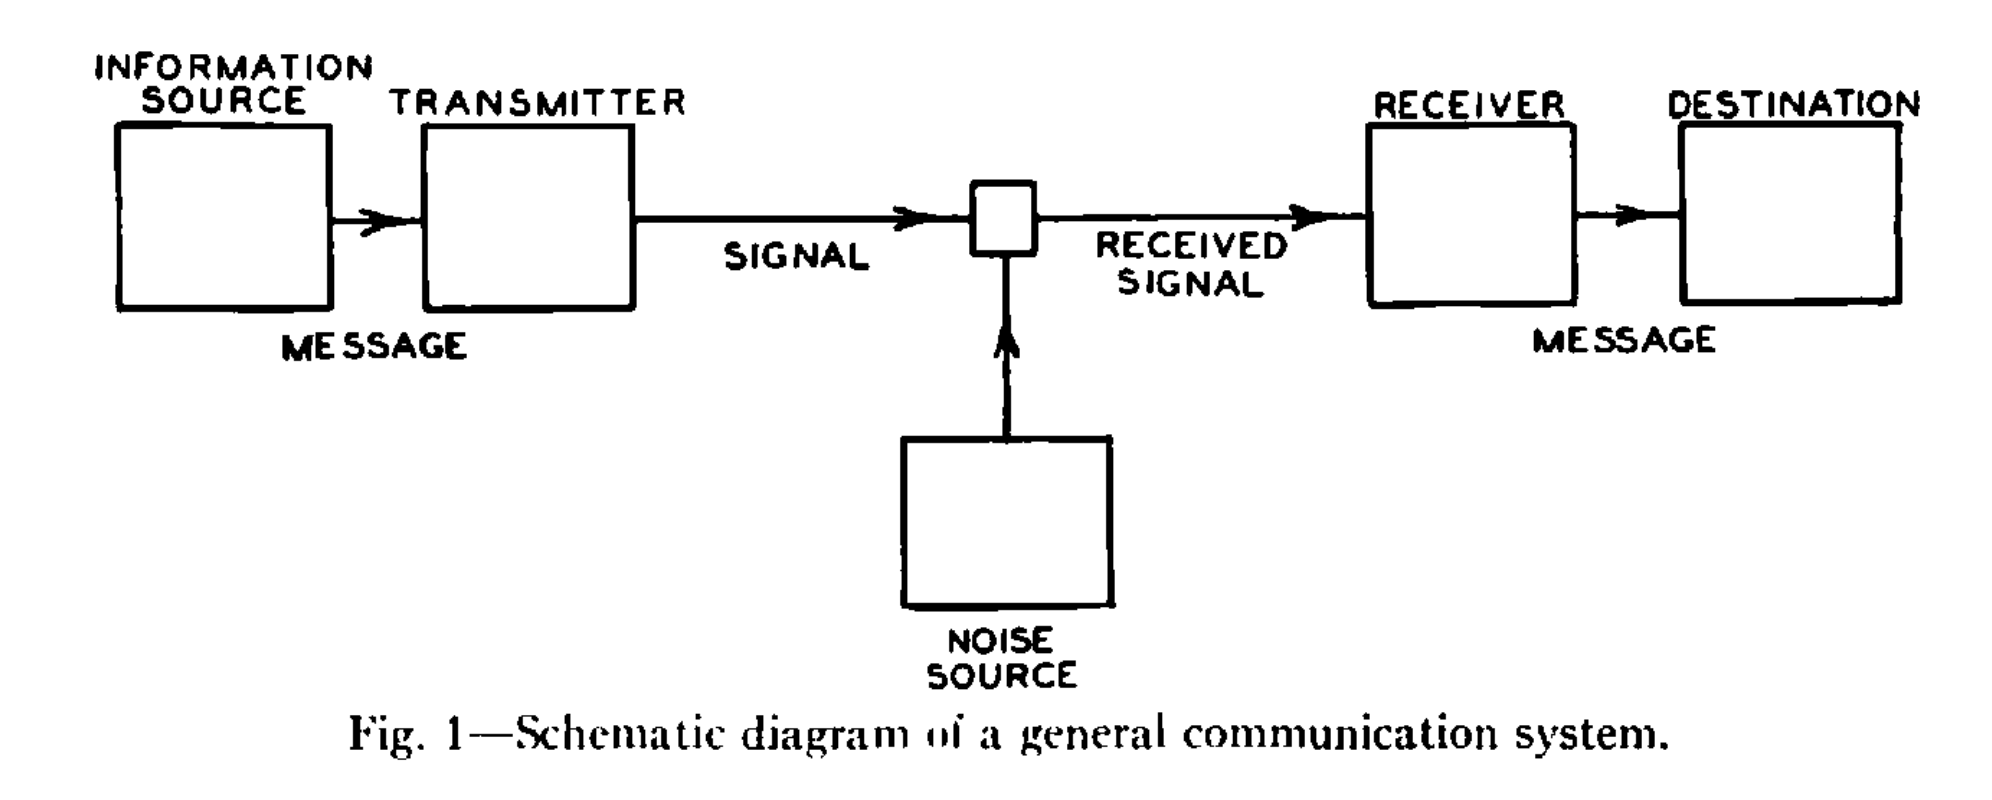 INFORMATION
SOURCE
TRANSMITTER
RECEIVER
DESTINATION
SIGNAL
RECEIVED
SIGNAL
MESSAGE
MESSAGE
NOISE
SOURCE
Fig. 1—Schematic diagram of a general communication system.